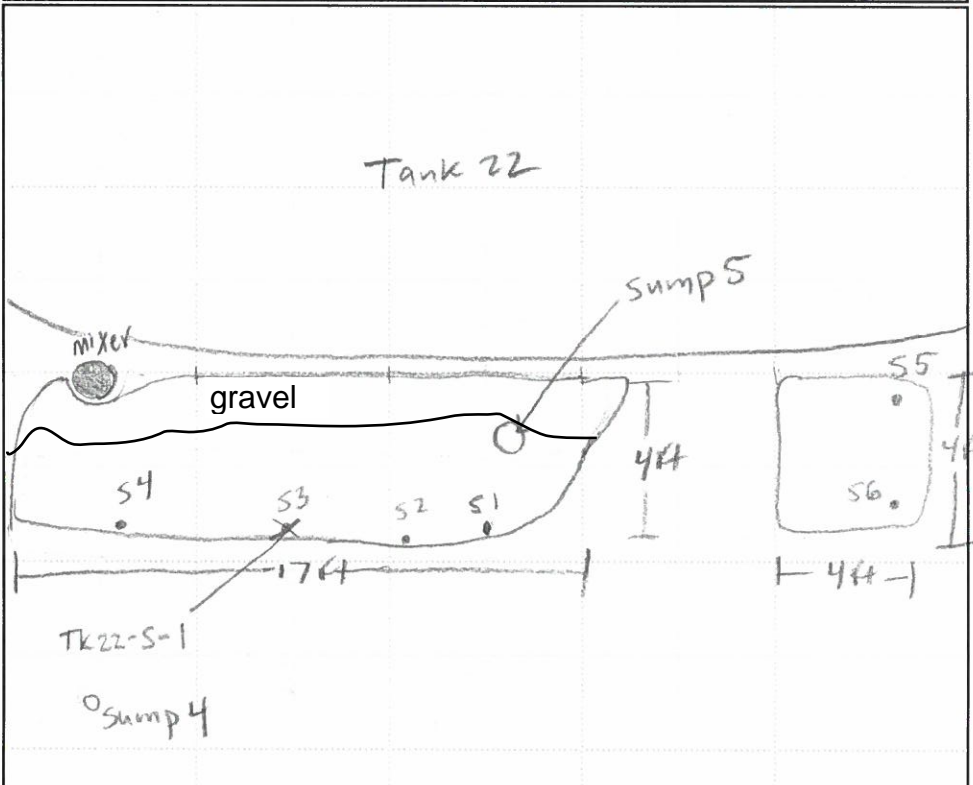 Tank 22
Sump 5
mixer
S5
gravel
4ft
4ft
S4
S3
S2
S1
S6
17ft
4ft
TK22-S-1
Sump 4